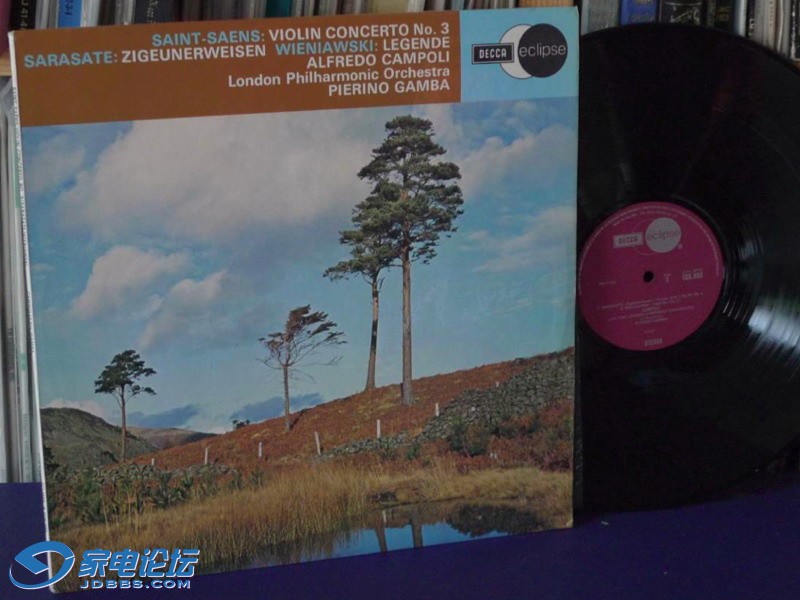 SAINT-SAENS: VIOLIN CONCERTO No. 3
SARASATE: ZIGEUNERWEISEN WIENIAWSKI: LEGENDE
ALFREDO CAMPOLI
London Philharmonic Orchestra
PIERINO GAMBA
DECCA eclipse
DECCA eclipse
STEREO
家电论坛
JDBBS.COM